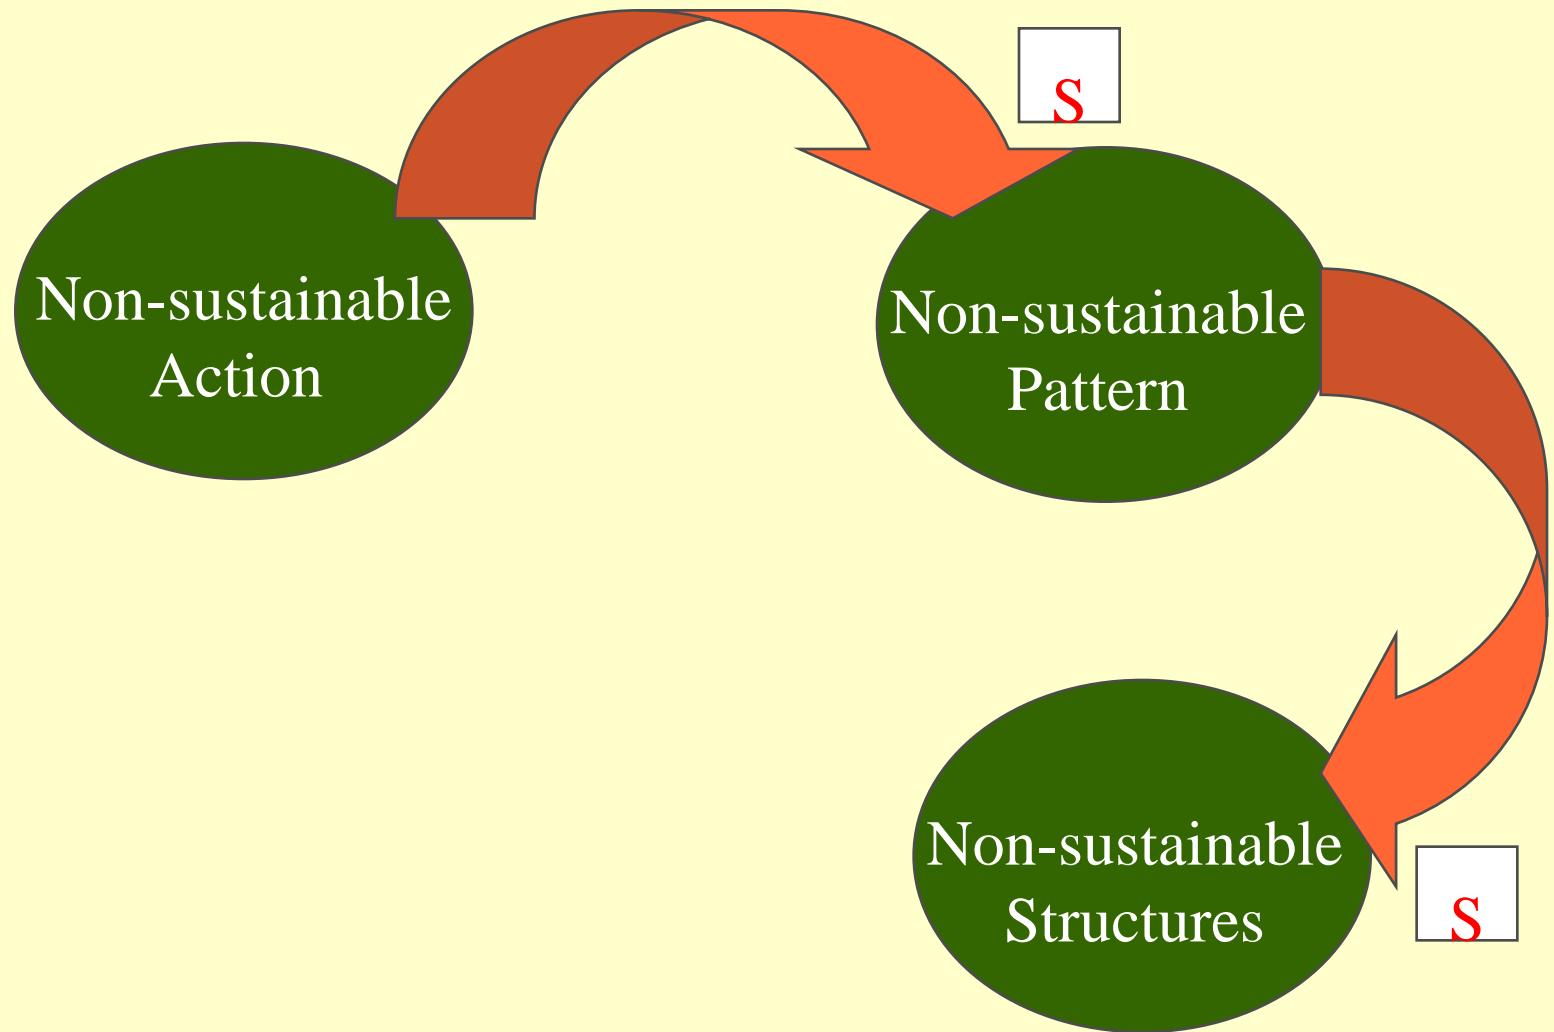 S
Non-sustainable
Action
Non-sustainable
Pattern
Non-sustainable
Structures
S